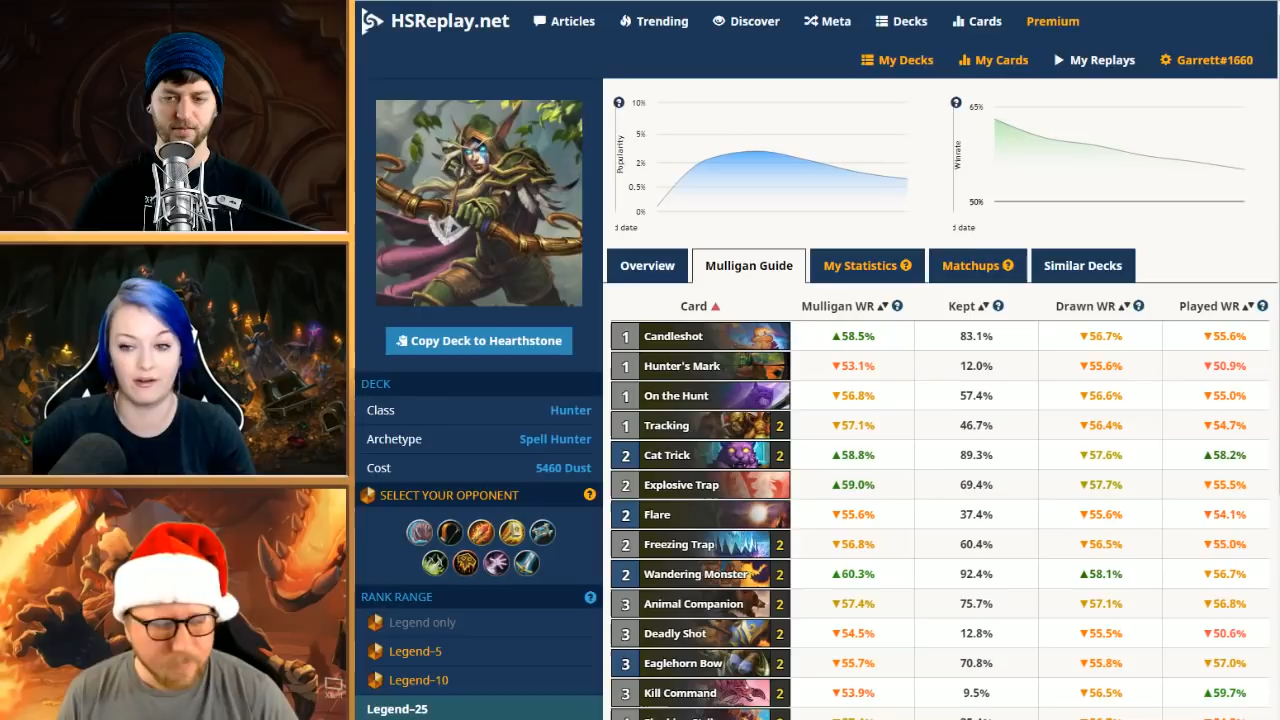 HSReplay.net
Articles
Trending
Discover
Meta
Decks
Cards
Premium
My Decks
My Cards
My Replays
Garrett#1660
10%
5%
2%
0.5%
0%
Popularity
d date
65%
50%
Winrate
d date
Copy Deck to Hearthstone
DECK
Class Hunter
Archetype Spell Hunter
Cost 5460 Dust
SELECT YOUR OPPONENT
RANK RANGE
Legend only
Legend–5
Legend–10
Legend–25
Overview
Mulligan Guide
My Statistics
Matchups
Similar Decks
Card Mulligan WR Kept Drawn WR Played WR
1 Candleshot ▲58.5% 83.1% ▼56.7% ▼55.6%
1 Hunter's Mark ▼53.1% 12.0% ▼55.6% ▼50.9%
1 On the Hunt ▼56.8% 57.4% ▼56.6% ▼55.0%
1 Tracking 2 ▼57.1% 46.7% ▼56.4% ▼54.7%
2 Cat Trick 2 ▲58.8% 89.3% ▼57.6% ▲58.2%
2 Explosive Trap ▲59.0% 69.4% ▼57.7% ▼55.5%
2 Flare ▼55.6% 37.4% ▼55.6% ▼54.1%
2 Freezing Trap 2 ▼56.8% 60.4% ▼56.5% ▼55.0%
2 Wandering Monster 2 ▲60.3% 92.4% ▲58.1% ▼56.7%
3 Animal Companion 2 ▼57.4% 75.7% ▼57.1% ▼56.8%
3 Deadly Shot 2 ▼54.5% 12.8% ▼55.5% ▼50.6%
3 Eaglehorn Bow 2 ▼55.7% 70.8% ▼55.8% ▼57.0%
3 Kill Command 2 ▼53.9% 9.5% ▼56.5% ▲59.7%